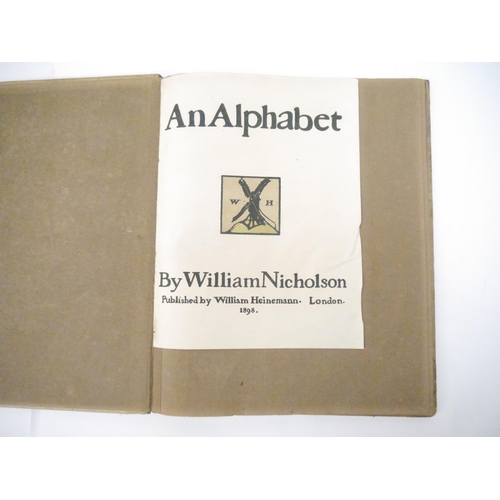 An Alphabet
W · H
By William Nicholson
Published by William Heinemann. London.
1898.